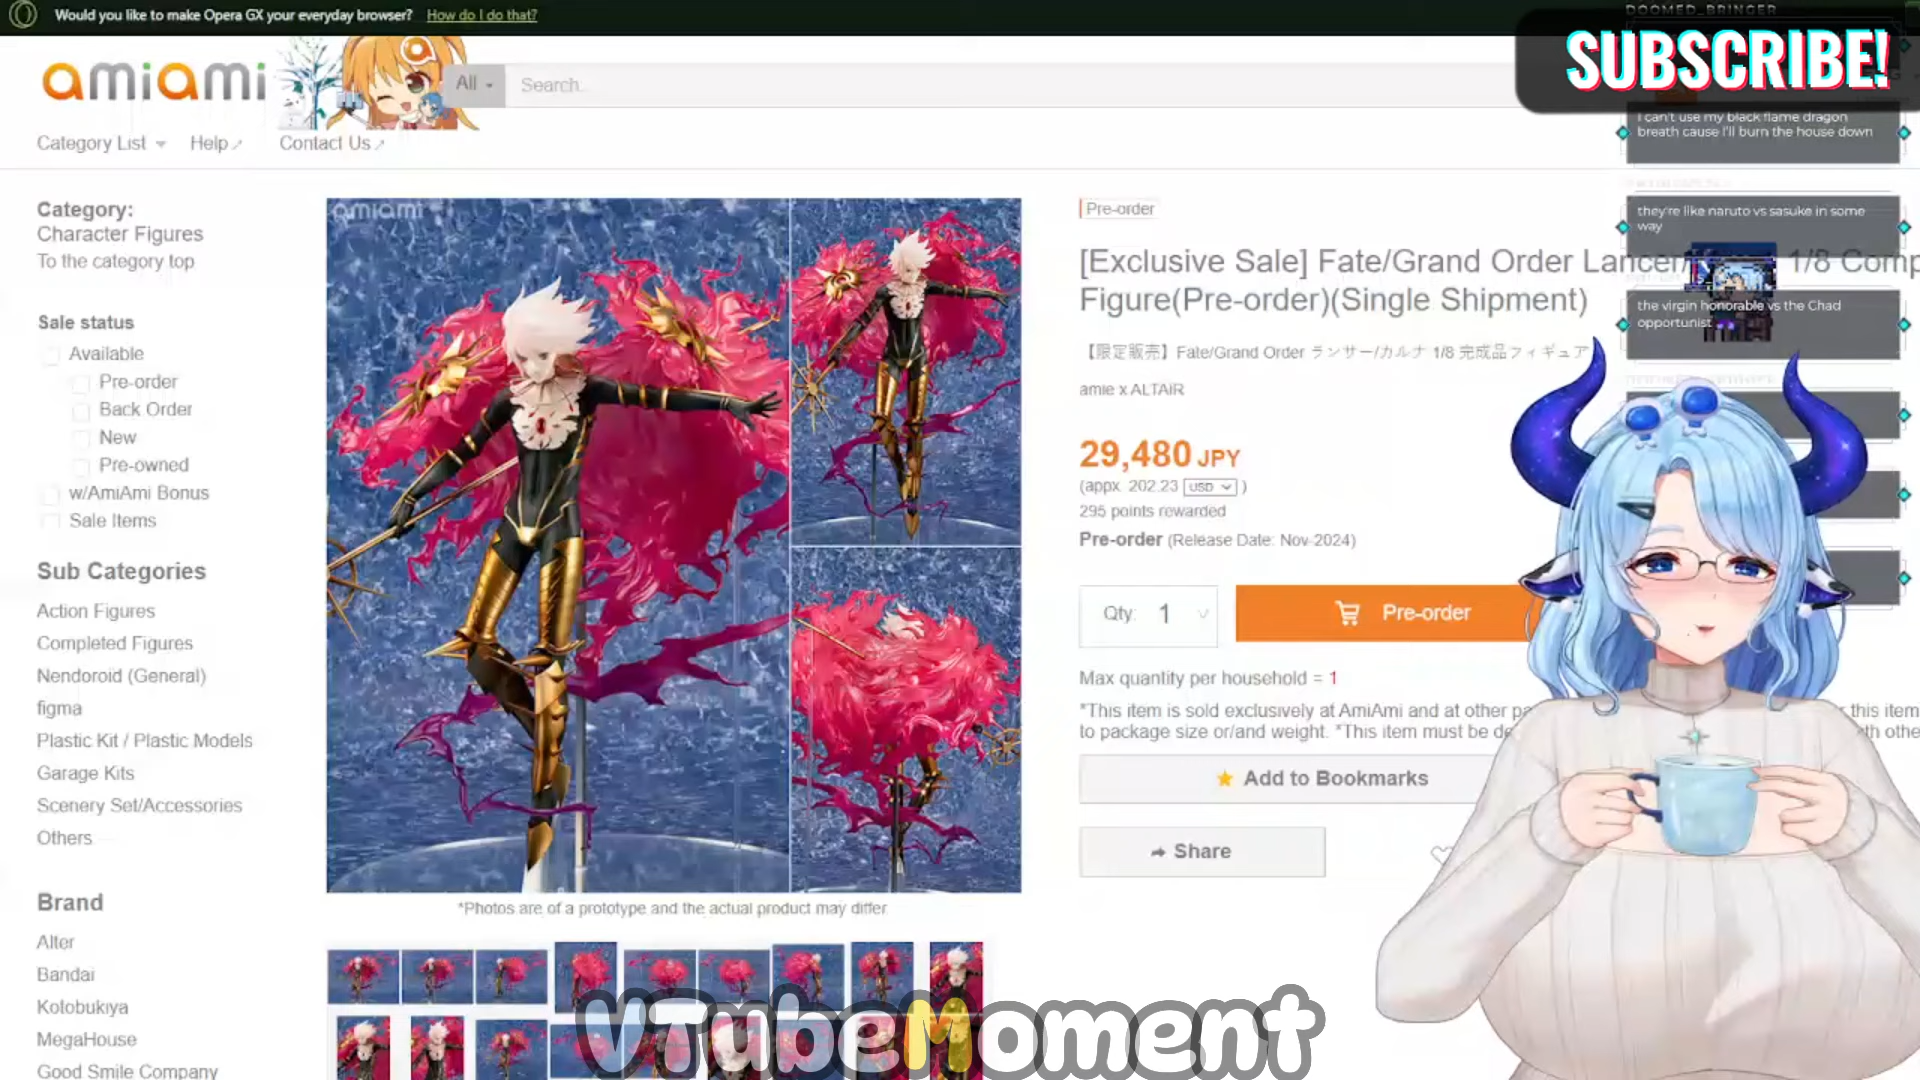 Would you like to make Opera GX your everyday browser? How do I do that?
DOOMED_BRINGER
SUBSCRIBE!
amiami
All
Search.
Category List
Help
Contact Us
I can't use my black flame dragon
breath cause I'll burn the house down
they're like naruto vs sasuke in some
way
the virgin honorable vs the Chad
opportunist
Category:
Character Figures
To the category top
Sale status
Available
Pre-order
Back Order
New
Pre-owned
w/AmiAmi Bonus
Sale Items
Sub Categories
Action Figures
Completed Figures
Nendoroid (General)
figma
Plastic Kit / Plastic Models
Garage Kits
Scenery Set/Accessories
Others
Brand
Alter
Bandai
Kotobukiya
MegaHouse
Good Smile Company
amiami
*Photos are of a prototype and the actual product may differ
Pre-order
[Exclusive Sale] Fate/Grand Order Lancer/ 1/8 Comp
Figure(Pre-order)(Single Shipment)
【限定販売】Fate/Grand Order ランサー/カルナ 1/8 完成品フィギュア
amie x ALTAiR
29,480 JPY
(appx. 202.23 USD )
295 points rewarded
Pre-order (Release Date: Nov-2024)
Qty: 1
Pre-order
Max quantity per household = 1
*This item is sold exclusively at AmiAmi and at other this item
to package size or/and weight. *This item must be
Add to Bookmarks
Share
VTubeMoment